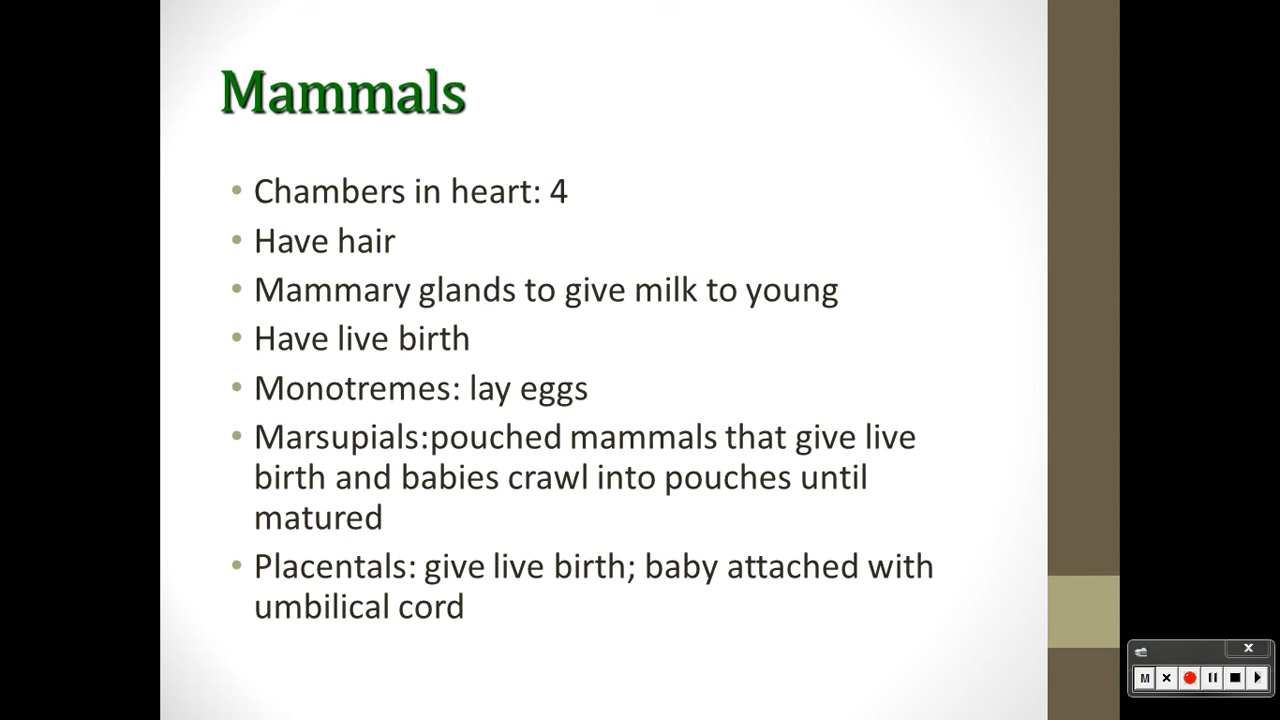 Mammals
• Chambers in heart: 4
• Have hair
• Mammary glands to give milk to young
• Have live birth
• Monotremes: lay eggs
• Marsupials:pouched mammals that give live
birth and babies crawl into pouches until
matured
• Placentals: give live birth; baby attached with
umbilical cord
M